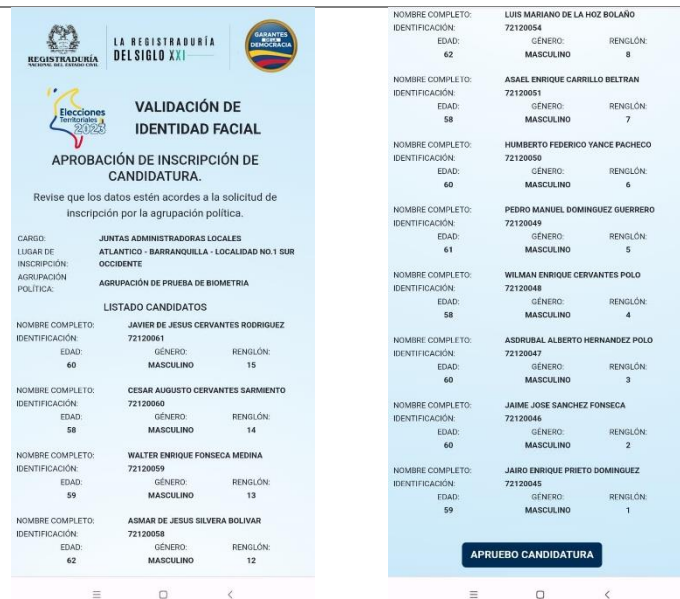 REGISTRADURÍA
NACIONAL DEL ESTADO CIVIL
LA REGISTRADURÍA
DEL SIGLO XXI
GARANTES
DE LA
DEMOCRACIA
Elecciones
Territoriales
2023
VALIDACIÓN DE
IDENTIDAD FACIAL
APROBACIÓN DE INSCRIPCIÓN DE
CANDIDATURA.
Revise que los datos estén acordes a la solicitud de
inscripción por la agrupación política.
CARGO: JUNTAS ADMINISTRADORAS LOCALES
LUGAR DE INSCRIPCIÓN: ATLANTICO - BARRANQUILLA - LOCALIDAD NO.1 SUR
OCCIDENTE
AGRUPACIÓN POLÍTICA: AGRUPACIÓN DE PRUEBA DE BIOMETRIA
LISTADO CANDIDATOS
NOMBRE COMPLETO: JAVIER DE JESUS CERVANTES RODRIGUEZ
IDENTIFICACIÓN: 72120061
EDAD: GÉNERO: RENGLÓN:
60 MASCULINO 15
NOMBRE COMPLETO: CESAR AUGUSTO CERVANTES SARMIENTO
IDENTIFICACIÓN: 72120060
EDAD: GÉNERO: RENGLÓN:
58 MASCULINO 14
NOMBRE COMPLETO: WALTER ENRIQUE FONSECA MEDINA
IDENTIFICACIÓN: 72120059
EDAD: GÉNERO: RENGLÓN:
59 MASCULINO 13
NOMBRE COMPLETO: ASMAR DE JESUS SILVERA BOLIVAR
IDENTIFICACIÓN: 72120058
EDAD: GÉNERO: RENGLÓN:
62 MASCULINO 12
NOMBRE COMPLETO: LUIS MARIANO DE LA HOZ BOLAÑO
IDENTIFICACIÓN: 72120054
EDAD: GÉNERO: RENGLÓN:
62 MASCULINO 8
NOMBRE COMPLETO: ASAEL ENRIQUE CARRILLO BELTRAN
IDENTIFICACIÓN: 72120051
EDAD: GÉNERO: RENGLÓN:
58 MASCULINO 7
NOMBRE COMPLETO: HUMBERTO FEDERICO YANCE PACHECO
IDENTIFICACIÓN: 72120050
EDAD: GÉNERO: RENGLÓN:
60 MASCULINO 6
NOMBRE COMPLETO: PEDRO MANUEL DOMINGUEZ GUERRERO
IDENTIFICACIÓN: 72120049
EDAD: GÉNERO: RENGLÓN:
61 MASCULINO 5
NOMBRE COMPLETO: WILMAN ENRIQUE CERVANTES POLO
IDENTIFICACIÓN: 72120048
EDAD: GÉNERO: RENGLÓN:
58 MASCULINO 4
NOMBRE COMPLETO: ASDRUBAL ALBERTO HERNANDEZ POLO
IDENTIFICACIÓN: 72120047
EDAD: GÉNERO: RENGLÓN:
60 MASCULINO 3
NOMBRE COMPLETO: JAIME JOSE SANCHEZ FONSECA
IDENTIFICACIÓN: 72120046
EDAD: GÉNERO: RENGLÓN:
60 MASCULINO 2
NOMBRE COMPLETO: JAIRO ENRIQUE PRIETO DOMINGUEZ
IDENTIFICACIÓN: 72120045
EDAD: GÉNERO: RENGLÓN:
59 MASCULINO 1
APRUEBO CANDIDATURA